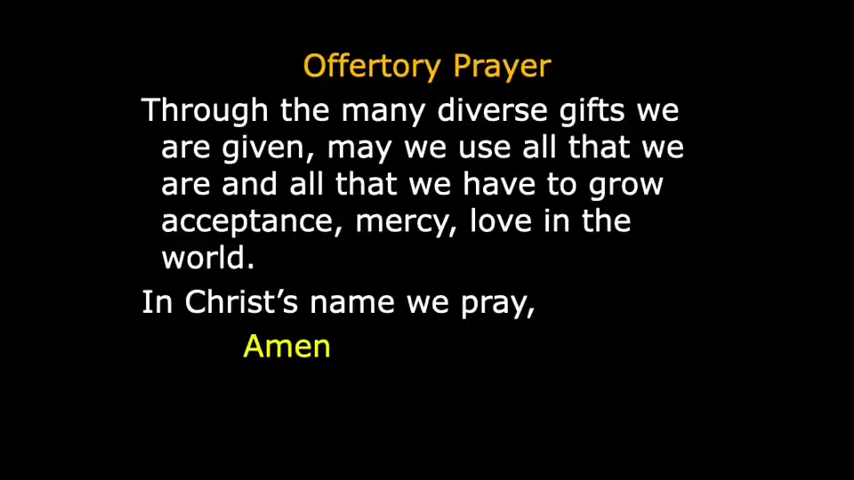 Offertory Prayer
Through the many diverse gifts we
are given, may we use all that we
are and all that we have to grow
acceptance, mercy, love in the
world.
In Christ’s name we pray,
Amen